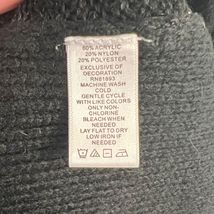 60% ACRYLIC
20% NYLON
20% POLYESTER
EXCLUSIVE OF
DECORATION
RN81893
MACHINE WASH
COLD
GENTLE CYCLE
WITH LIKE COLORS
ONLY NON-
CHLORINE
BLEACH WHEN
NEEDED
LAY FLAT TO DRY
LOW IRON IF
NEEDED